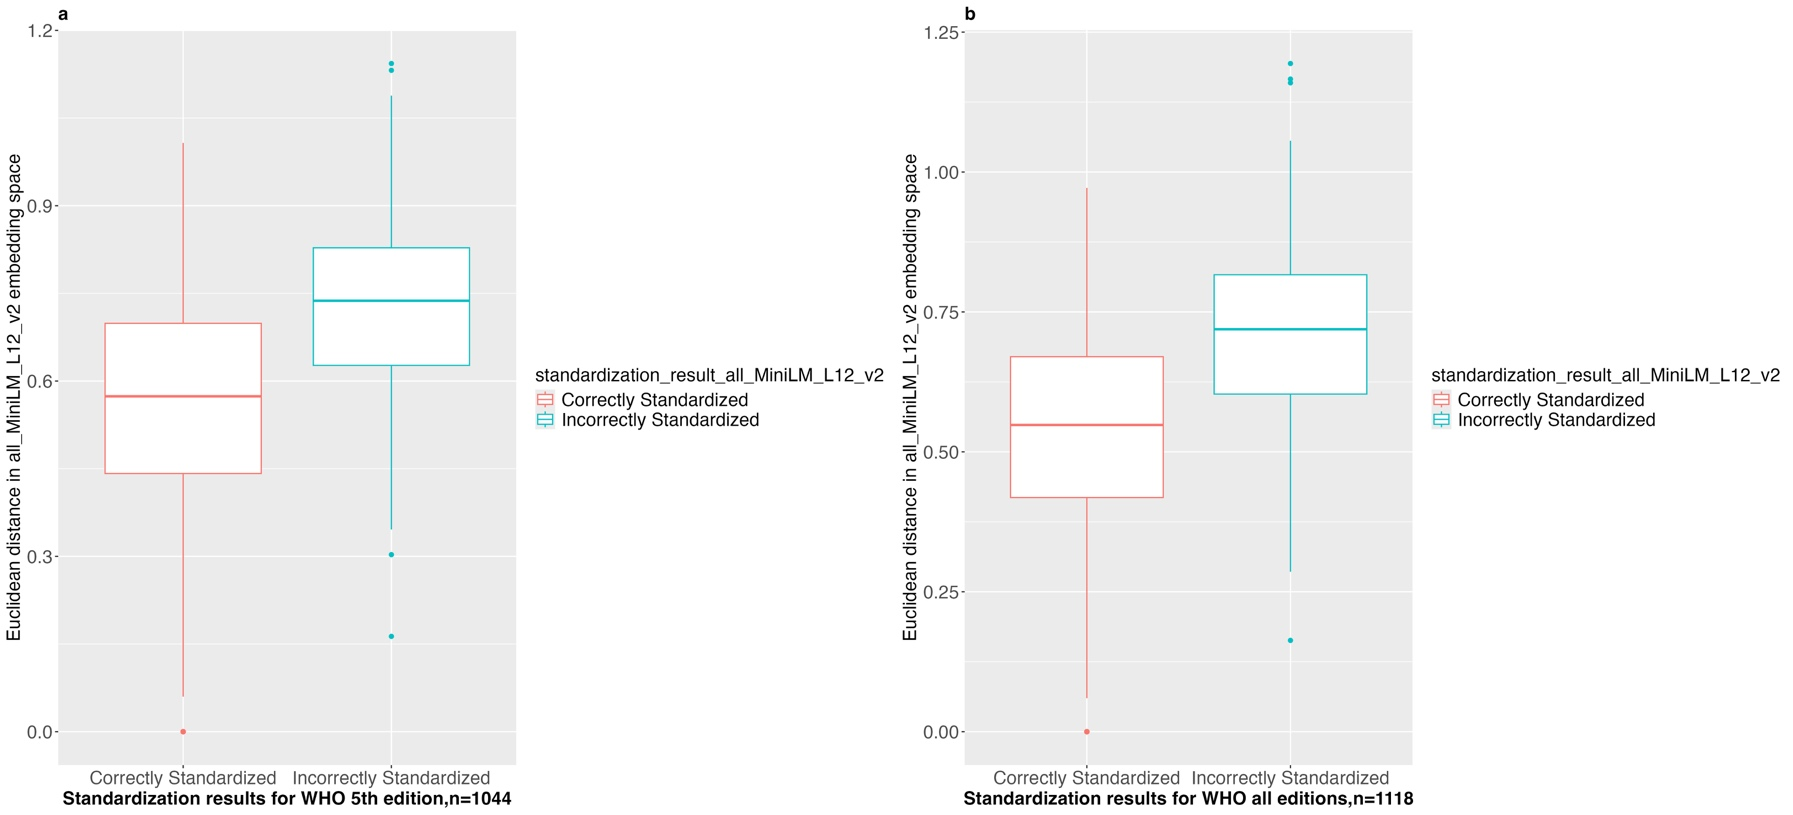 a
Euclidean distance in all_MiniLM_L12_v2 embedding space
1.2
0.9
0.6
0.3
0.0
Correctly Standardized
Incorrectly Standardized
Standardization results for WHO 5th edition,n=1044
standardization_result_all_MiniLM_L12_v2
Correctly Standardized
Incorrectly Standardized
b
Euclidean distance in all_MiniLM_L12_v2 embedding space
1.25
1.00
0.75
0.50
0.25
0.00
Correctly Standardized
Incorrectly Standardized
Standardization results for WHO all editions,n=1118
standardization_result_all_MiniLM_L12_v2
Correctly Standardized
Incorrectly Standardized